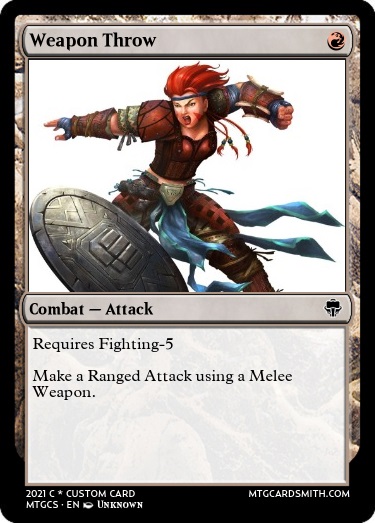 Weapon Throw
Combat — Attack
Requires Fighting-5
Make a Ranged Attack using a Melee
Weapon.
2021 C * CUSTOM CARD
MTGCS · EN Unknown
MTGCARDSMITH.COM